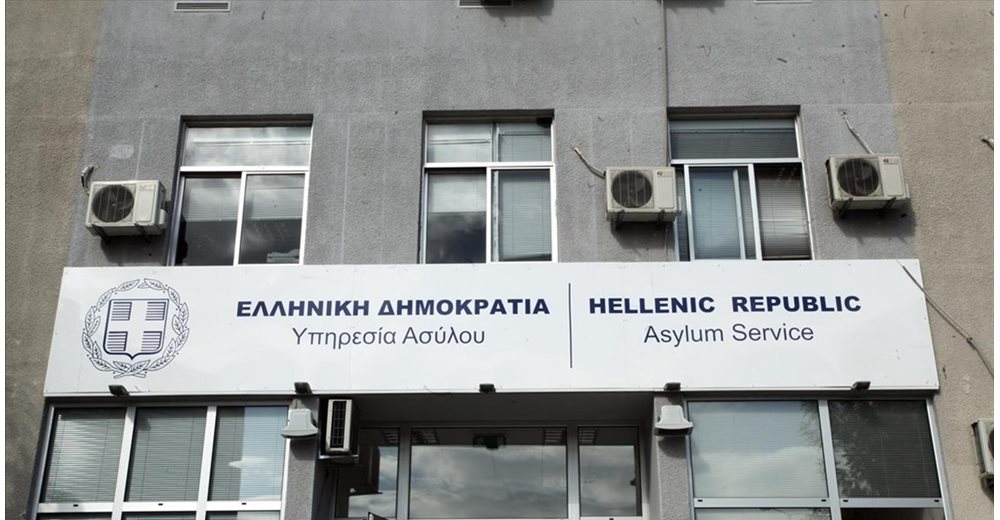 ΕΛΛΗΝΙΚΗ ΔΗΜΟΚΡΑΤΙΑ
Υπηρεσία Ασύλου
HELLENIC REPUBLIC
Asylum Service